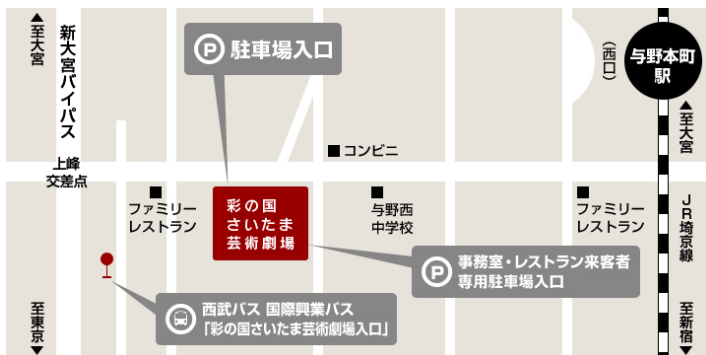 ▲至大宮
新大宮バイパス
Ⓟ 駐車場入口
(西口)
与野本町
駅
▲至大宮
コンビニ
上峰
交差点
ファミリー
レストラン
彩の国
さいたま
芸術劇場
与野西
中学校
ファミリー
レストラン
JR埼京線
Ⓟ 事務室・レストラン来客者
専用駐車場入口
西武バス 国際興業バス
「彩の国さいたま芸術劇場入口」
至東京▼
至新宿▼